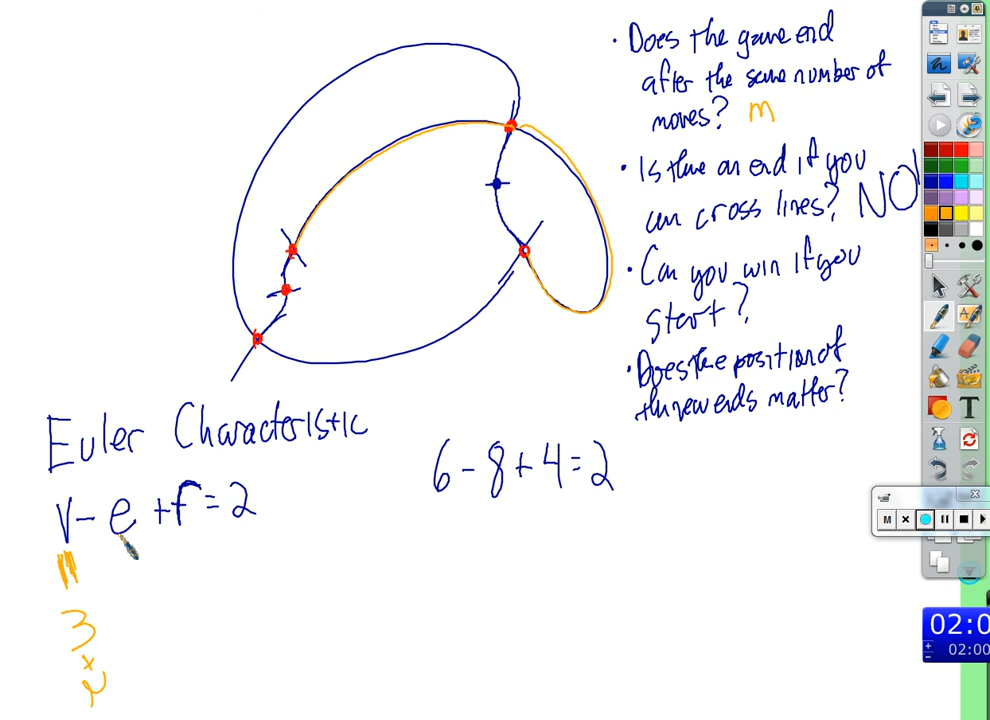 • Does the game end
after the same number of
moves? m
• Is there an end if you
can cross lines? NO!
• Can you win if you
start?
• Does the position of
the new ends matter?
Euler Characteristic
6 - 8 + 4 = 2
v - e + f = 2
3
+
M
T
A
02:0
02:00